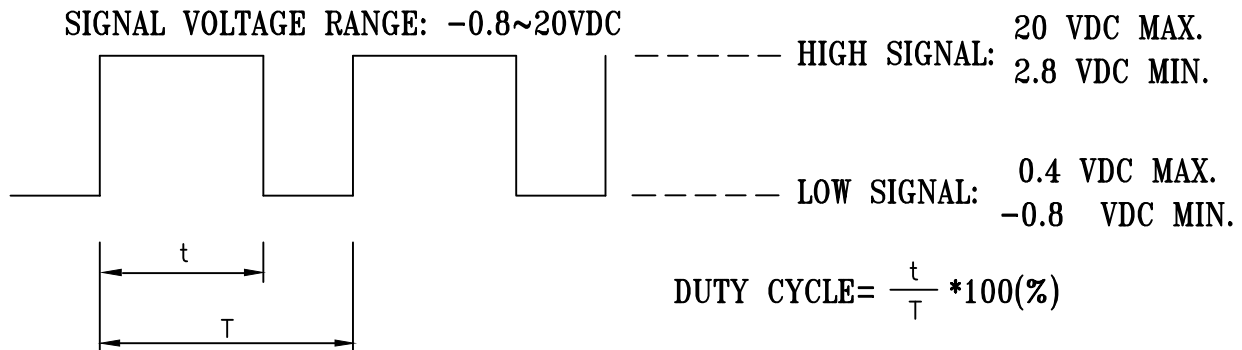 SIGNAL VOLTAGE RANGE: -0.8~20VDC
HIGH SIGNAL: 20 VDC MAX.
2.8 VDC MIN.
LOW SIGNAL: 0.4 VDC MAX.
-0.8 VDC MIN.
t
T
DUTY CYCLE= t/T *100(%)